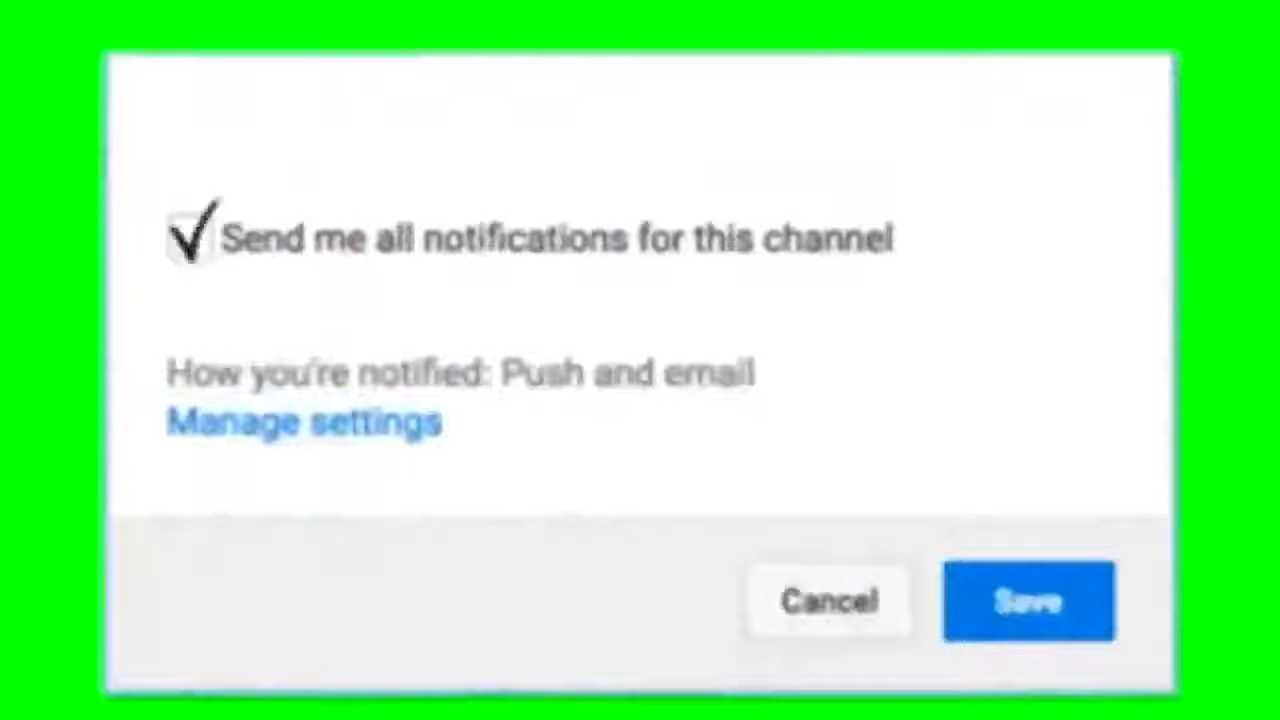 Send me all notifications for this channel
How you're notified: Push and email
Manage settings
Cancel
Save